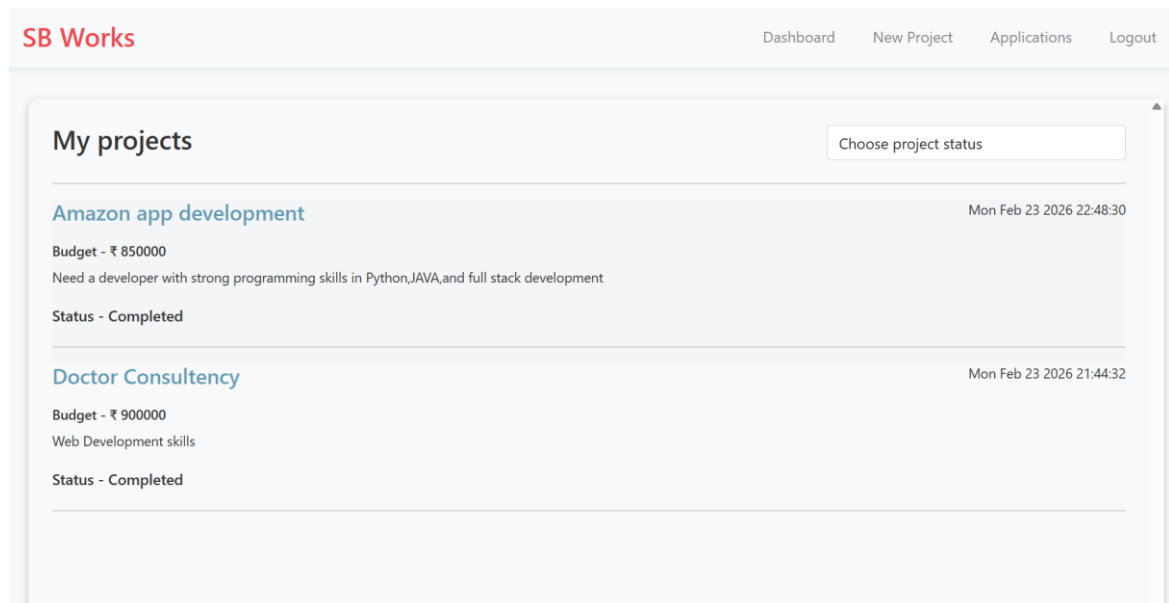 SB Works
Dashboard New Project Applications Logout
My projects
Choose project status
Amazon app development
Mon Feb 23 2026 22:48:30
Budget - ₹ 850000
Need a developer with strong programming skills in Python,JAVA,and full stack development
Status - Completed
Doctor Consultency
Mon Feb 23 2026 21:44:32
Budget - ₹ 900000
Web Development skills
Status - Completed